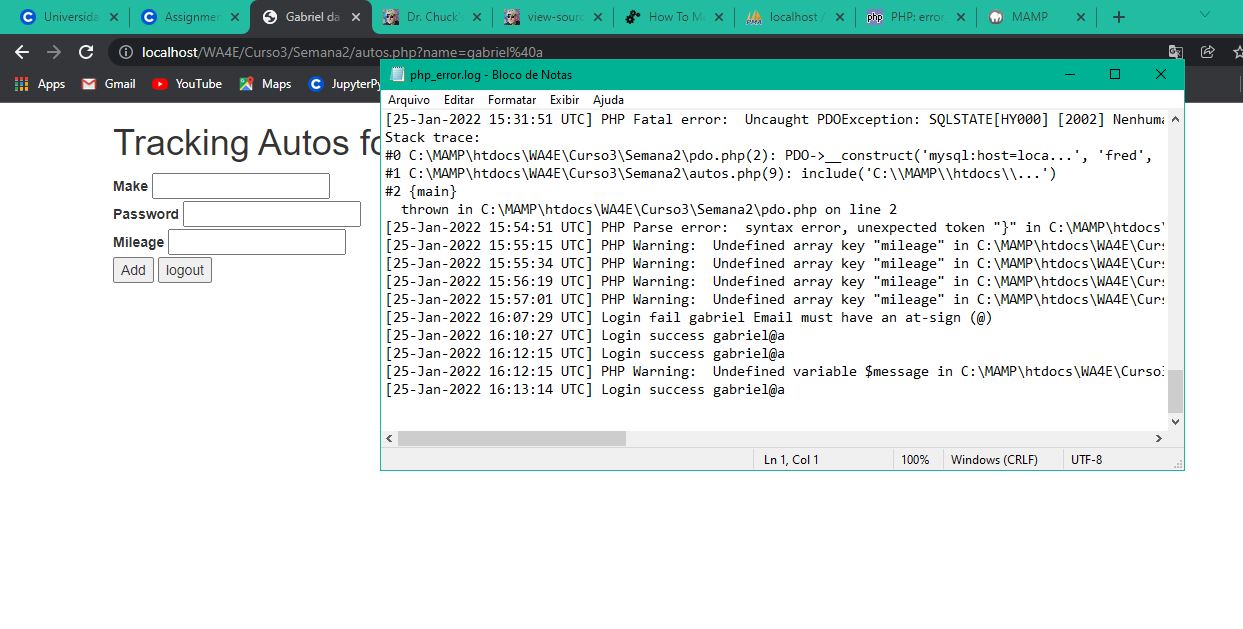 Universida
Assignmen
Gabriel da
Dr. Chuck'
view-sourc
How To M
localhost /
php
PHP: error
MAMP
localhost/WA4E/Curso3/Semana2/autos.php?name=gabriel%40a
Apps
Gmail
YouTube
Maps
JupyterPy
Tracking Autos fo
Make
Password
Mileage
Add
logout
php_error.log - Bloco de Notas
Arquivo Editar Formatar Exibir Ajuda
[25-Jan-2022 15:31:51 UTC] PHP Fatal error:  Uncaught PDOException: SQLSTATE[HY000] [2002] Nenhuma
Stack trace:
#0 C:\MAMP\htdocs\WA4E\Curso3\Semana2\pdo.php(2): PDO->__construct('mysql:host=loca...', 'fred',
#1 C:\MAMP\htdocs\WA4E\Curso3\Semana2\autos.php(9): include('C:\\MAMP\\htdocs\\...')
#2 {main}
  thrown in C:\MAMP\htdocs\WA4E\Curso3\Semana2\pdo.php on line 2
[25-Jan-2022 15:54:51 UTC] PHP Parse error:  syntax error, unexpected token "}" in C:\MAMP\htdocs\
[25-Jan-2022 15:55:15 UTC] PHP Warning:  Undefined array key "mileage" in C:\MAMP\htdocs\WA4E\Curs
[25-Jan-2022 15:55:34 UTC] PHP Warning:  Undefined array key "mileage" in C:\MAMP\htdocs\WA4E\Curs
[25-Jan-2022 15:56:19 UTC] PHP Warning:  Undefined array key "mileage" in C:\MAMP\htdocs\WA4E\Curs
[25-Jan-2022 15:57:01 UTC] PHP Warning:  Undefined array key "mileage" in C:\MAMP\htdocs\WA4E\Curs
[25-Jan-2022 16:07:29 UTC] Login fail gabriel Email must have an at-sign (@)
[25-Jan-2022 16:10:27 UTC] Login success gabriel@a
[25-Jan-2022 16:12:15 UTC] Login success gabriel@a
[25-Jan-2022 16:12:15 UTC] PHP Warning:  Undefined variable $message in C:\MAMP\htdocs\WA4E\Curso3
[25-Jan-2022 16:13:14 UTC] Login success gabriel@a
Ln 1, Col 1
100%
Windows (CRLF)
UTF-8